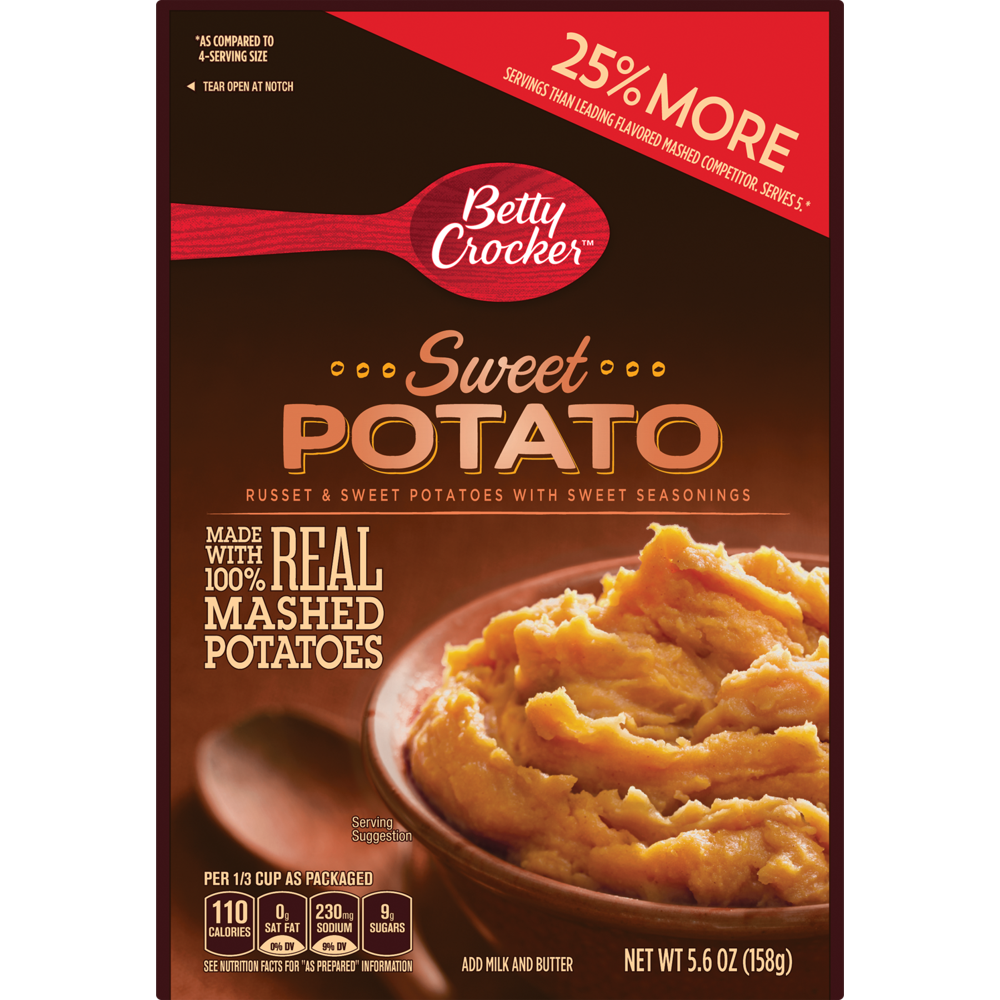 *AS COMPARED TO
4-SERVING SIZE
◄ TEAR OPEN AT NOTCH
25% MORE
SERVINGS THAN LEADING FLAVORED MASHED COMPETITOR. SERVES 5.*
Betty
Crocker™
Sweet
POTATO
RUSSET & SWEET POTATOES WITH SWEET SEASONINGS
MADE
WITH
100% REAL
MASHED
POTATOES
Serving
Suggestion
PER 1/3 CUP AS PACKAGED
110 0g 230mg 9g
CALORIES SAT FAT SODIUM SUGARS
0% DV 9% DV
SEE NUTRITION FACTS FOR "AS PREPARED" INFORMATION
ADD MILK AND BUTTER
NET WT 5.6 OZ (158g)